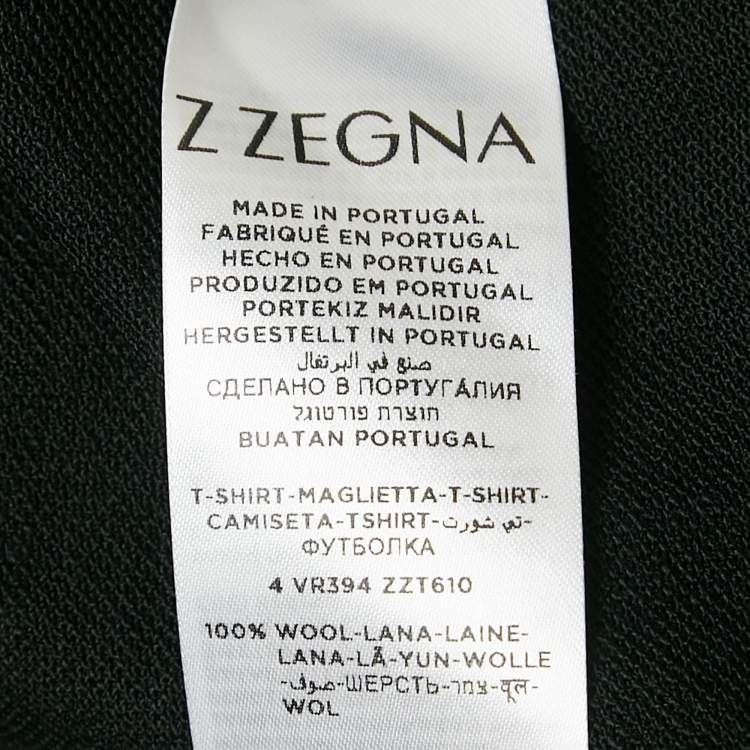 Z ZEGNA
MADE IN PORTUGAL
FABRIQUÉ EN PORTUGAL
HECHO EN PORTUGAL
PRODUZIDO EM PORTUGAL
PORTEKIZ MALIDIR
HERGESTELLT IN PORTUGAL
صنع في البرتغال
СДЕЛАНО В ПОРТУГА́ЛИЯ
תוצרת פורטוגל
BUATAN PORTUGAL
T-SHIRT-MAGLIETTA-T-SHIRT-
CAMISETA-TSHIRT-تي شورت-
ФУТБОЛКА
4 VR394 ZZT610
100% WOOL-LANA-LAINE-
LANA-LÃ-YUN-WOLLE
-صوف-ШЕРСТЬ-צמר-वूल-
WOL